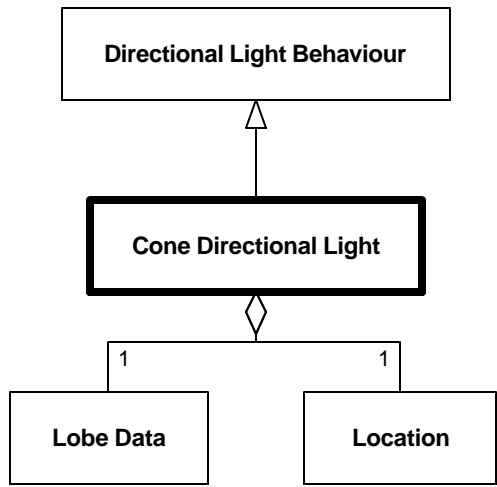 Directional Light Behaviour
Cone Directional Light
1
1
Lobe Data
Location